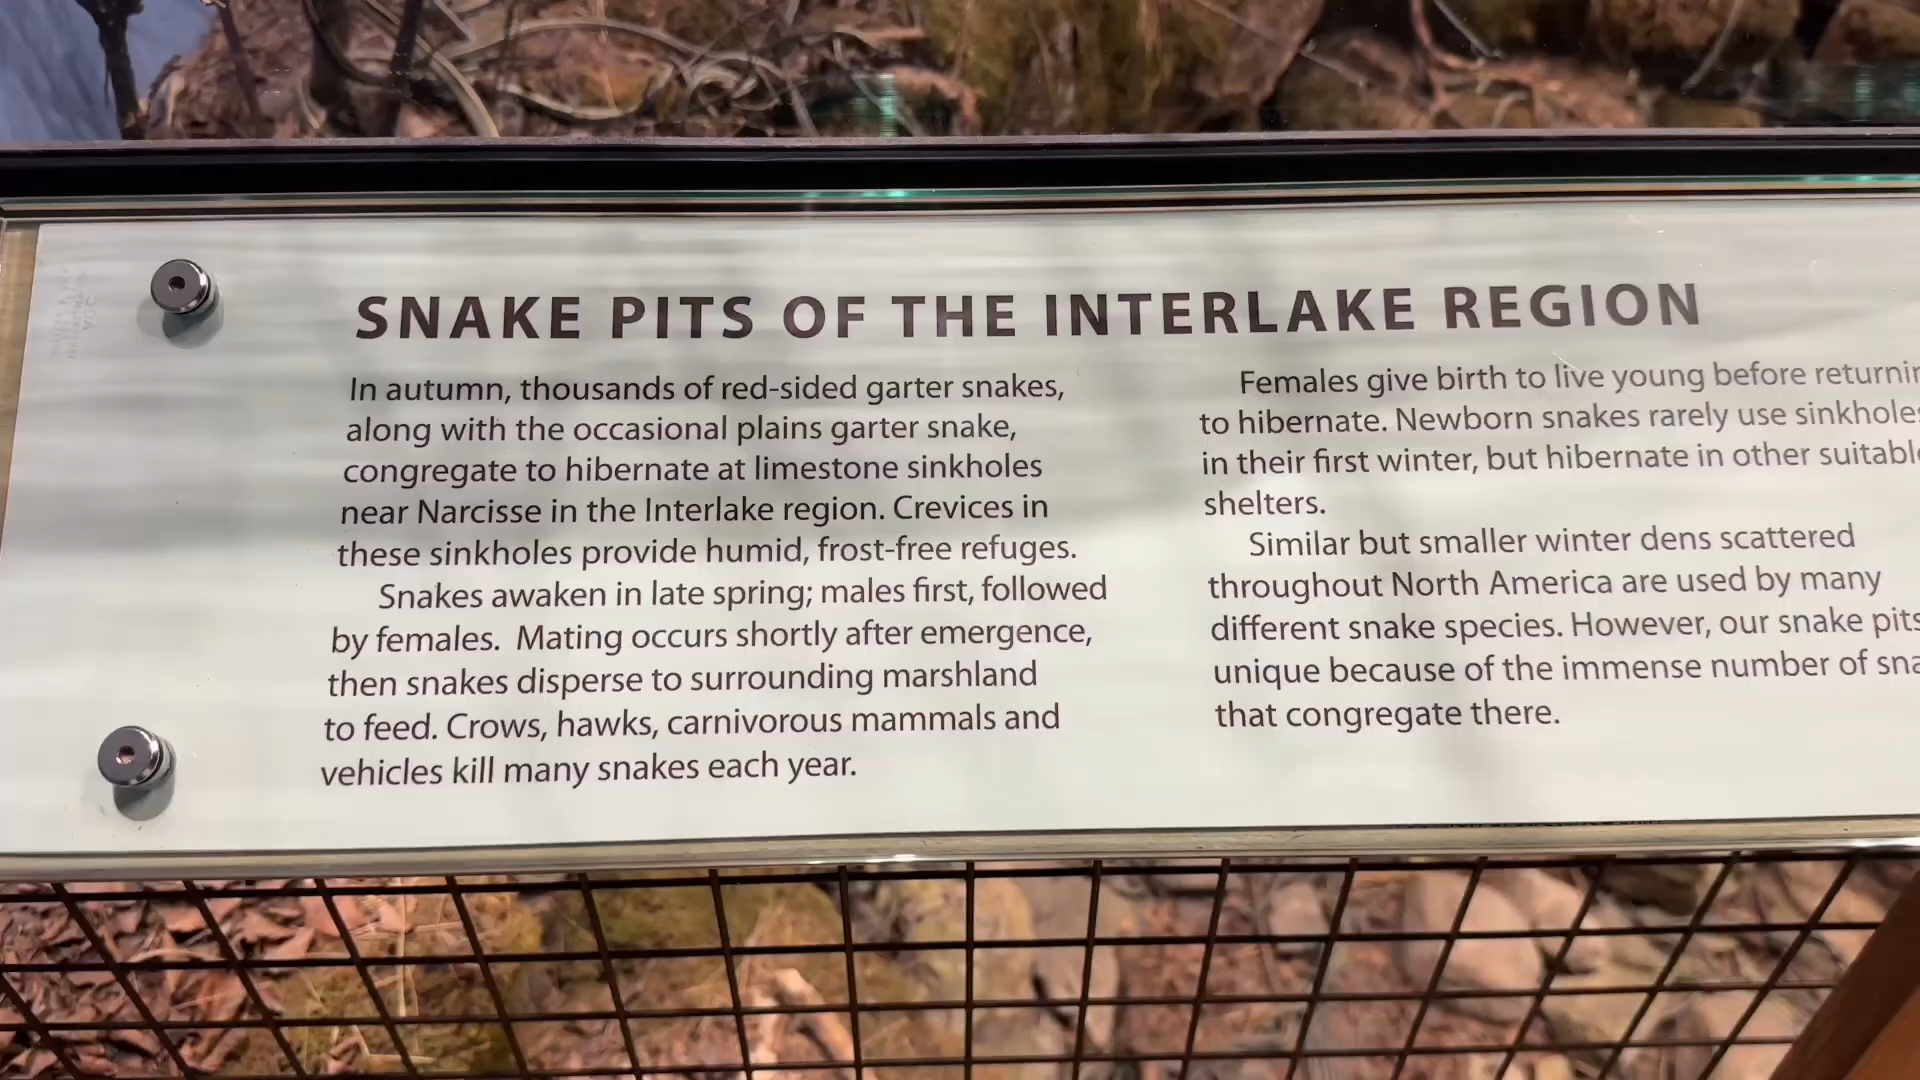 SNAKE PITS OF THE INTERLAKE REGION
In autumn, thousands of red-sided garter snakes,
along with the occasional plains garter snake,
congregate to hibernate at limestone sinkholes
near Narcisse in the Interlake region. Crevices in
these sinkholes provide humid, frost-free refuges.
Snakes awaken in late spring; males first, followed
by females. Mating occurs shortly after emergence,
then snakes disperse to surrounding marshland
to feed. Crows, hawks, carnivorous mammals and
vehicles kill many snakes each year.
Females give birth to live young before
to hibernate. Newborn snakes rarely use
in their first winter, but hibernate in other
shelters.
Similar but smaller winter dens scattered
throughout North America are used by many
different snake species. However, our snake pits
unique because of the immense number of
that congregate there.